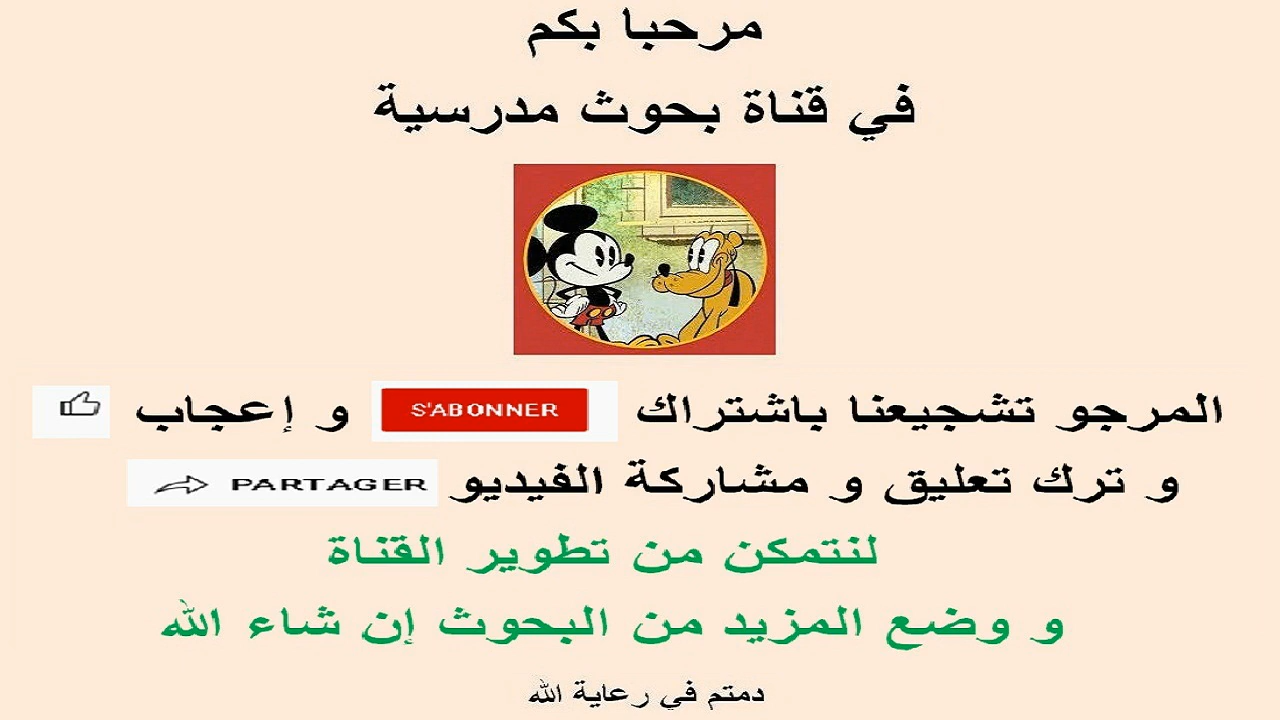 مرحبا بكم
في قناة بحوث مدرسية
المرجو تشجيعنا باشتراك S'ABONNER و إعجاب
و ترك تعليق و مشاركة الفيديو PARTAGER
لنتمكن من تطوير القناة
و وضع المزيد من البحوث إن شاء الله
دمتم في رعاية الله